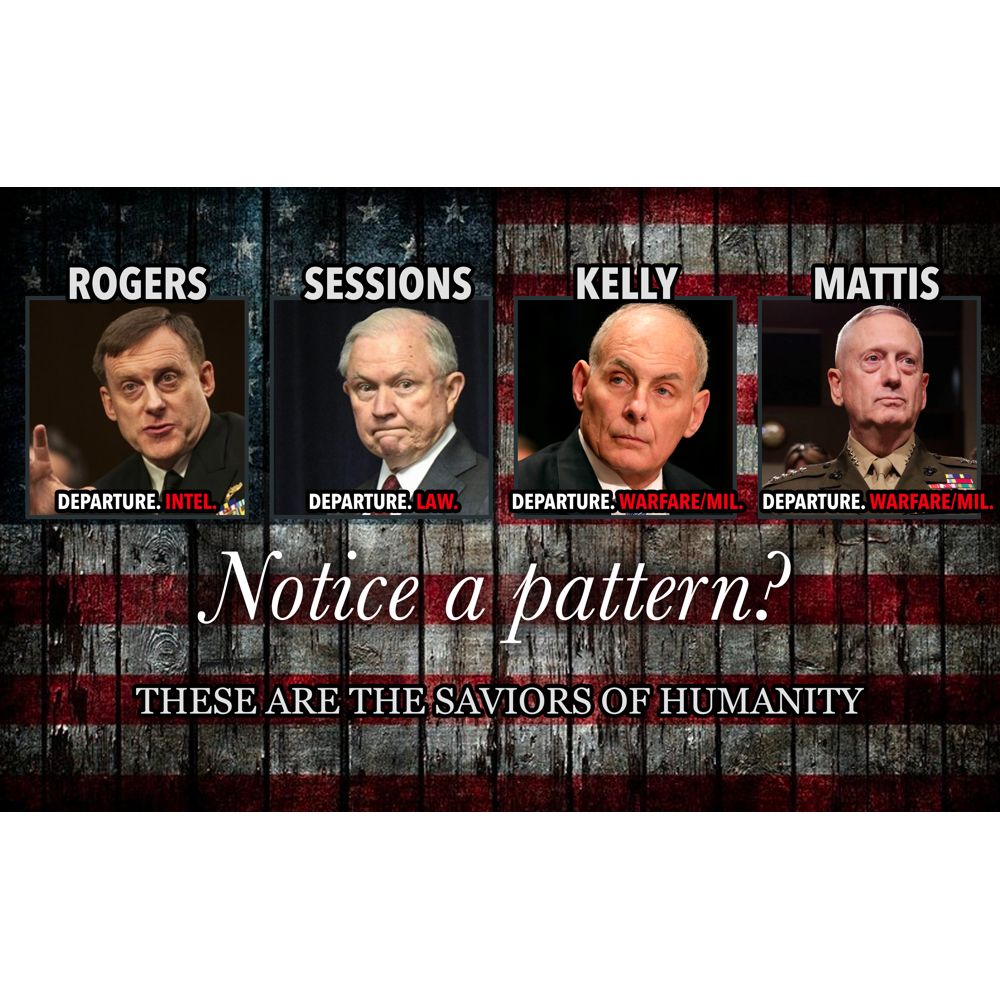 ROGERS SESSIONS KELLY MATTIS
DEPARTURE. INTEL. DEPARTURE. LAW. DEPARTURE. WARFARE/MIL. DEPARTURE. WARFARE/MIL.
Notice a pattern?
THESE ARE THE SAVIORS OF HUMANITY